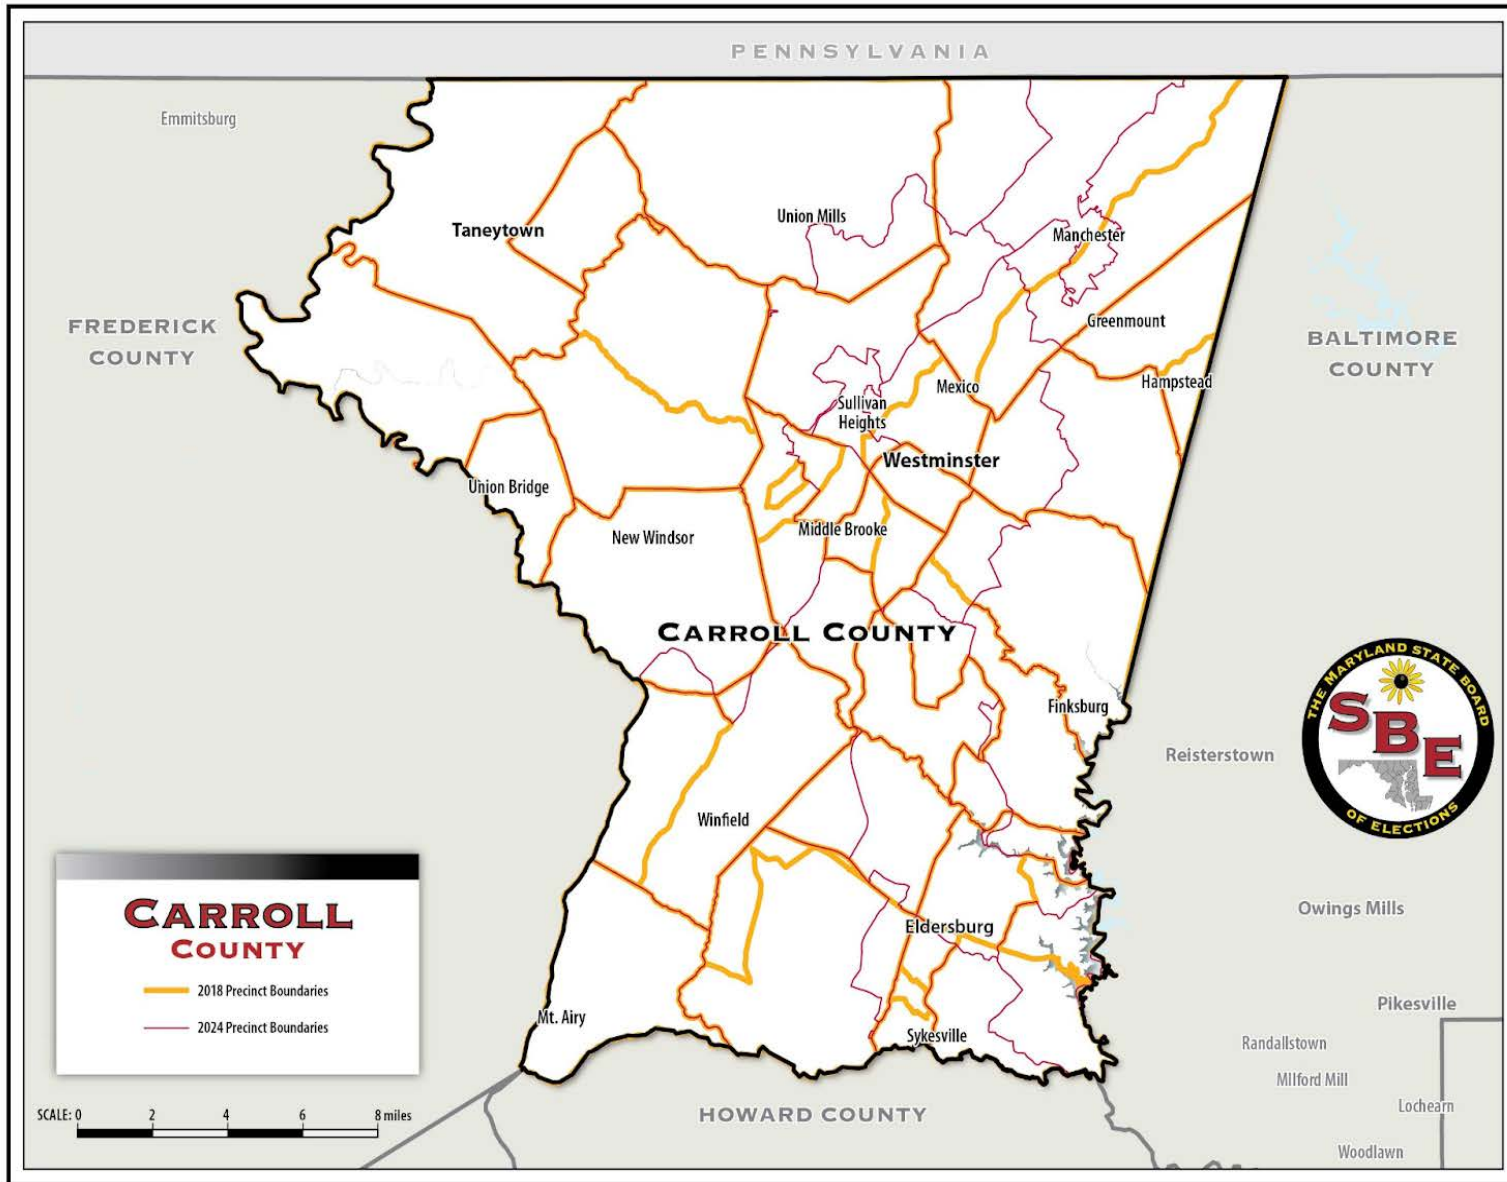 PENNSYLVANIA
Emmitsburg
Union Mills
Taneytown
Manchester
FREDERICK
COUNTY
Greenmount
BALTIMORE
COUNTY
Mexico
Hampstead
Sullivan
Heights
Westminster
Union Bridge
New Windsor
Middle Brooke
CARROLL COUNTY
THE MARYLAND STATE BOARD
SBE
OF ELECTIONS
Finksburg
Reisterstown
Winfield
CARROLL
COUNTY
2018 Precinct Boundaries
2024 Precinct Boundaries
Eldersburg
Owings Mills
Mt. Airy
Sykesville
Pikesville
Randallstown
MIlford Mill
Lochearn
Woodlawn
HOWARD COUNTY
SCALE: 0 2 4 6 8 miles